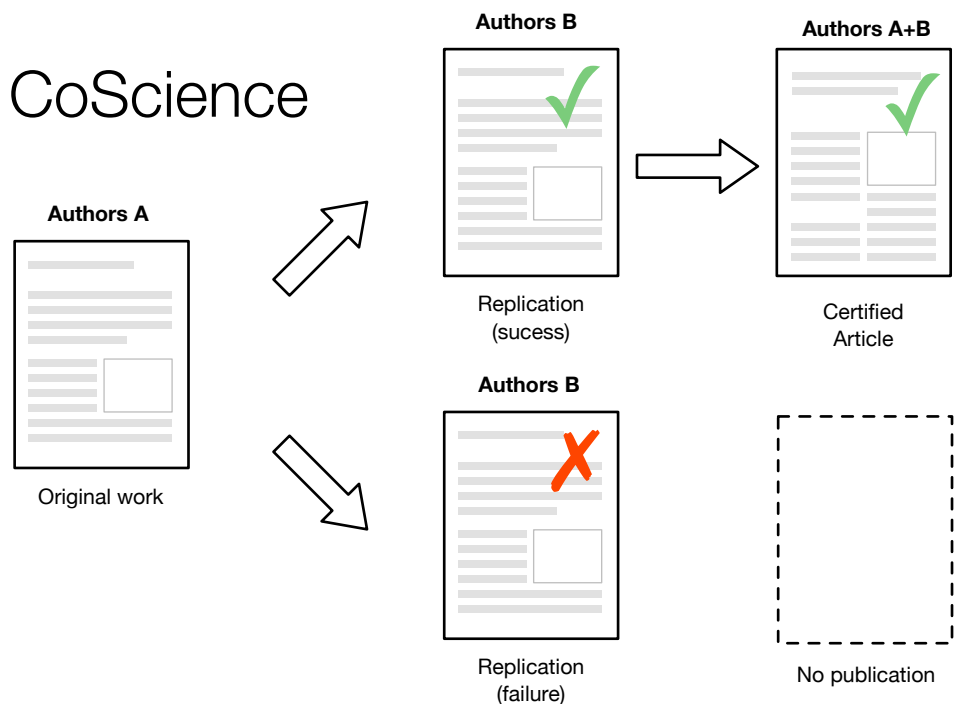 CoScience
Authors A
Original work
Authors B
Replication
(sucess)
Authors A+B
Certified
Article
Authors B
Replication
(failure)
No publication